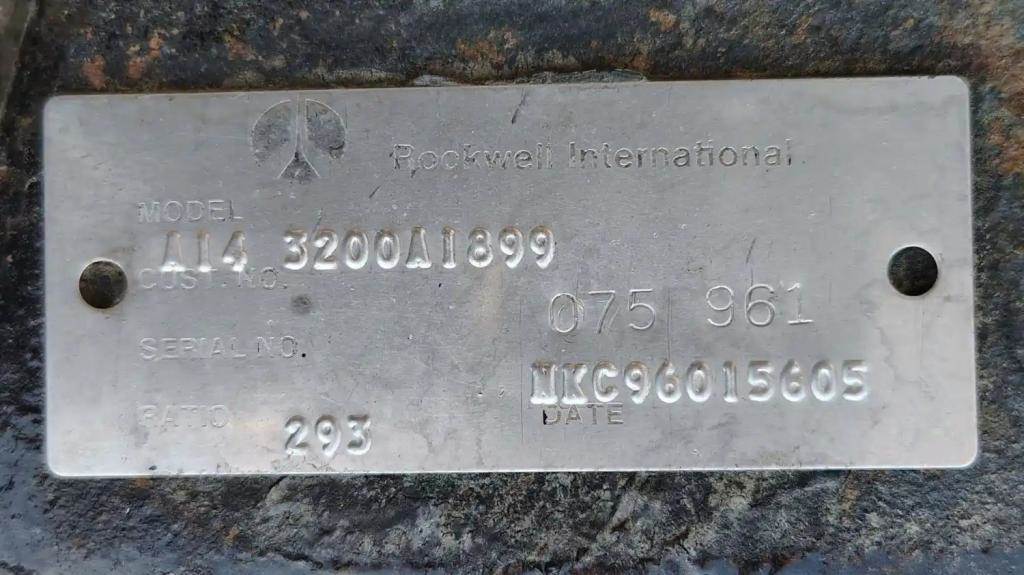 Rockwell International
MODEL
A14 3200A1899
CUST. NO.
075 961
SERIAL NO.
NKC96015605
RATIO 293
DATE